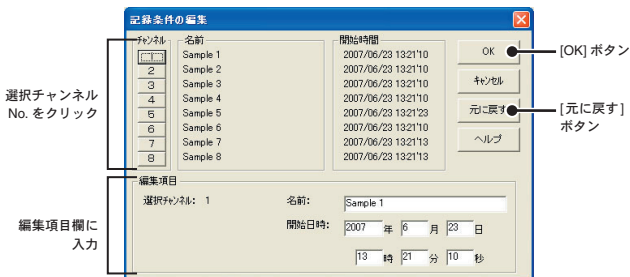 記録条件の編集
チャンネル 名前 開始時間
1 Sample 1 2007/06/23 1321'10
2 Sample 2 2007/06/23 1321'10
3 Sample 3 2007/06/23 1321'10
4 Sample 4 2007/06/23 1321'10
5 Sample 5 2007/06/23 1321'23
6 Sample 6 2007/06/23 1321'10
7 Sample 7 2007/06/23 1321'13
8 Sample 8 2007/06/23 1321'13
OK
キャンセル
元に戻す
ヘルプ
[OK] ボタン
[元に戻す]
ボタン
選択チャンネル
No. をクリック
編集項目
選択チャンネル: 1
名前: Sample 1
開始日時: 2007 年 6 月 23 日
13 時 21 分 10 秒
編集項目欄に
入力